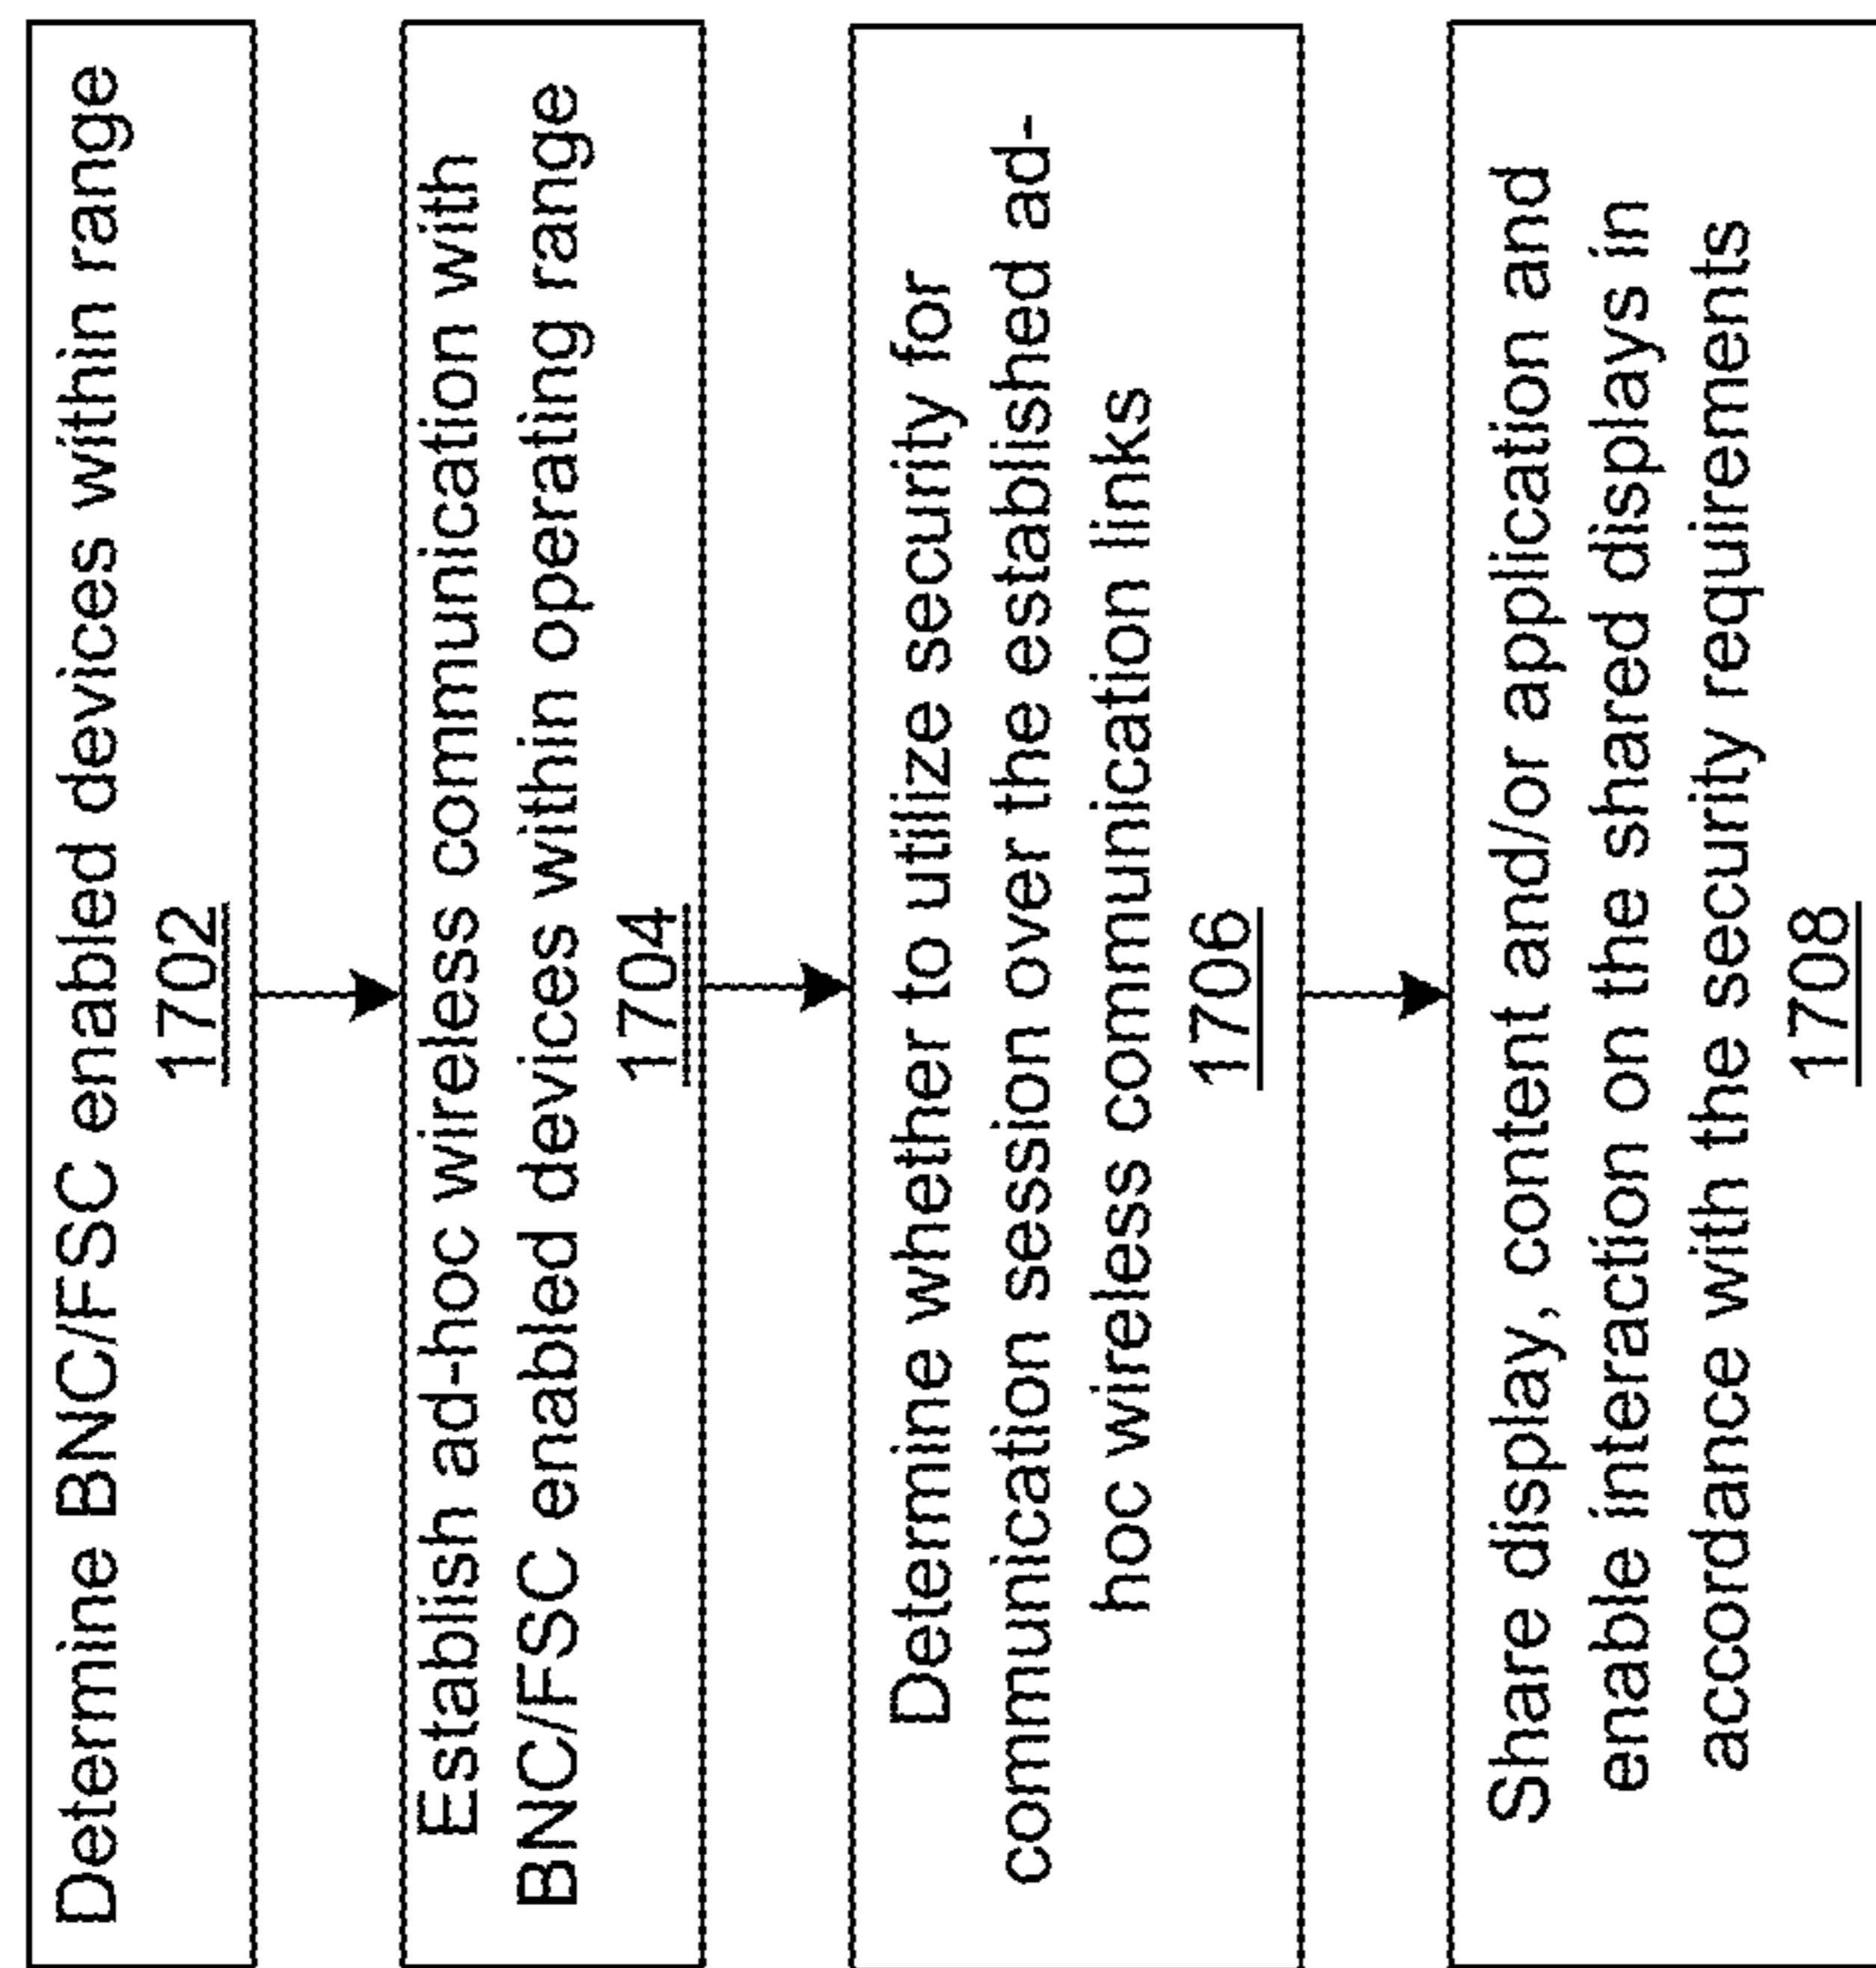 Determine BNC/FSC enabled devices within range
1702
Establish ad-hoc wireless communication with
BNC/FSC enabled devices within operating range
1704
Determine whether to utilize security for
communication session over the established ad-
hoc wireless communication links
1706
Share display, content and/or application and
enable interaction on the shared displays in
accordance with the security requirements
1708